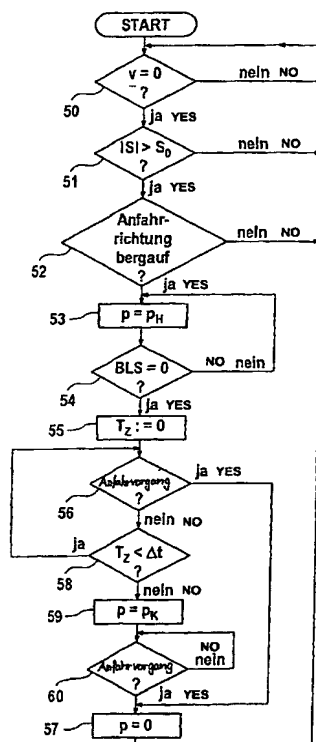 START
v = 0
?
nein NO
50
ja YES
|S| > S₀
?
nein NO
51
ja YES
Anfahr-
richtung
bergauf
?
nein NO
52
ja YES
53
p = pH
BLS = 0
?
NO nein
54
ja YES
55
TZ : = 0
Anfahrvorgang
?
ja YES
56
nein NO
ja
TZ < Δt
?
58
nein NO
59
p = pK
NO
nein
Anfahrvorgang
?
60
ja YES
57
p = 0